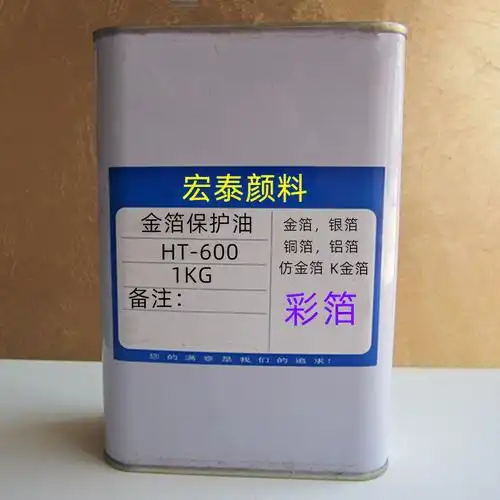 宏泰颜料
金箔保护油
HT-600
1KG
备注：
金箔，银箔
铜箔，铝箔
仿金箔 K金箔
彩箔
您的满意是我们的追求！